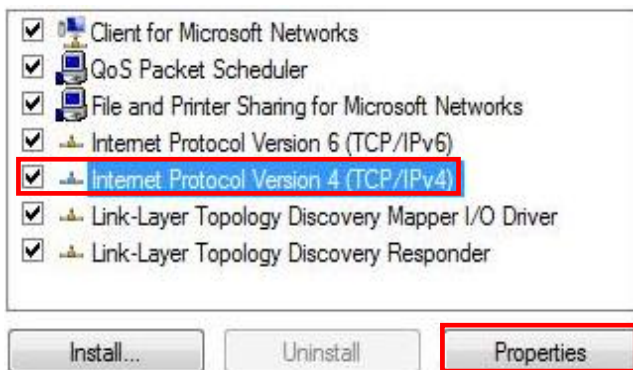 Client for Microsoft Networks
QoS Packet Scheduler
File and Printer Sharing for Microsoft Networks
Internet Protocol Version 6 (TCP/IPv6)
Internet Protocol Version 4 (TCP/IPv4)
Link-Layer Topology Discovery Mapper I/O Driver
Link-Layer Topology Discovery Responder
Install... Uninstall Properties